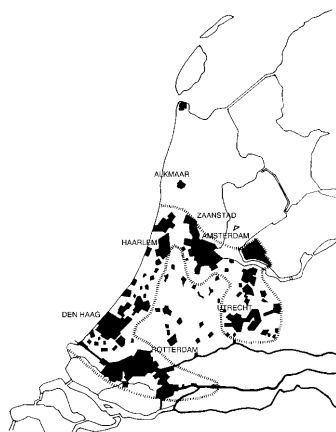 ALKMAAR
ZAANSTAD
AMSTERDAM
HAARLEM
UTRECHT
DEN HAAG
ROTTERDAM